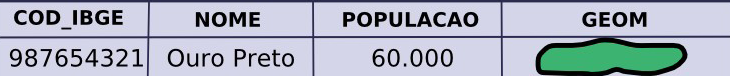 COD_IBGE NOME POPULACAO GEOM
987654321 Ouro Preto 60.000